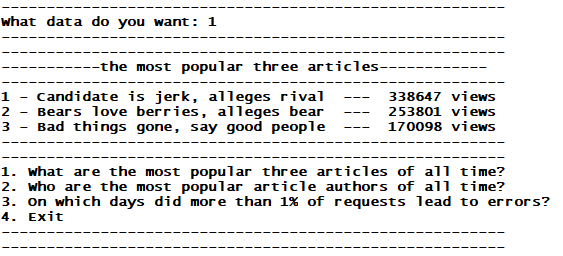 --------------------------------------------------------
What data do you want: 1
--------------------------------------------------------
--------------------------------------------------------
-----------the most popular three articles------------
--------------------------------------------------------
1 - Candidate is jerk, alleges rival  ---  338647 views
2 - Bears love berries, alleges bear  ---  253801 views
3 - Bad things gone, say good people  ---  170098 views
--------------------------------------------------------
--------------------------------------------------------
1. What are the most popular three articles of all time?
2. Who are the most popular article authors of all time?
3. On which days did more than 1% of requests lead to errors?
4. Exit
--------------------------------------------------------
--------------------------------------------------------